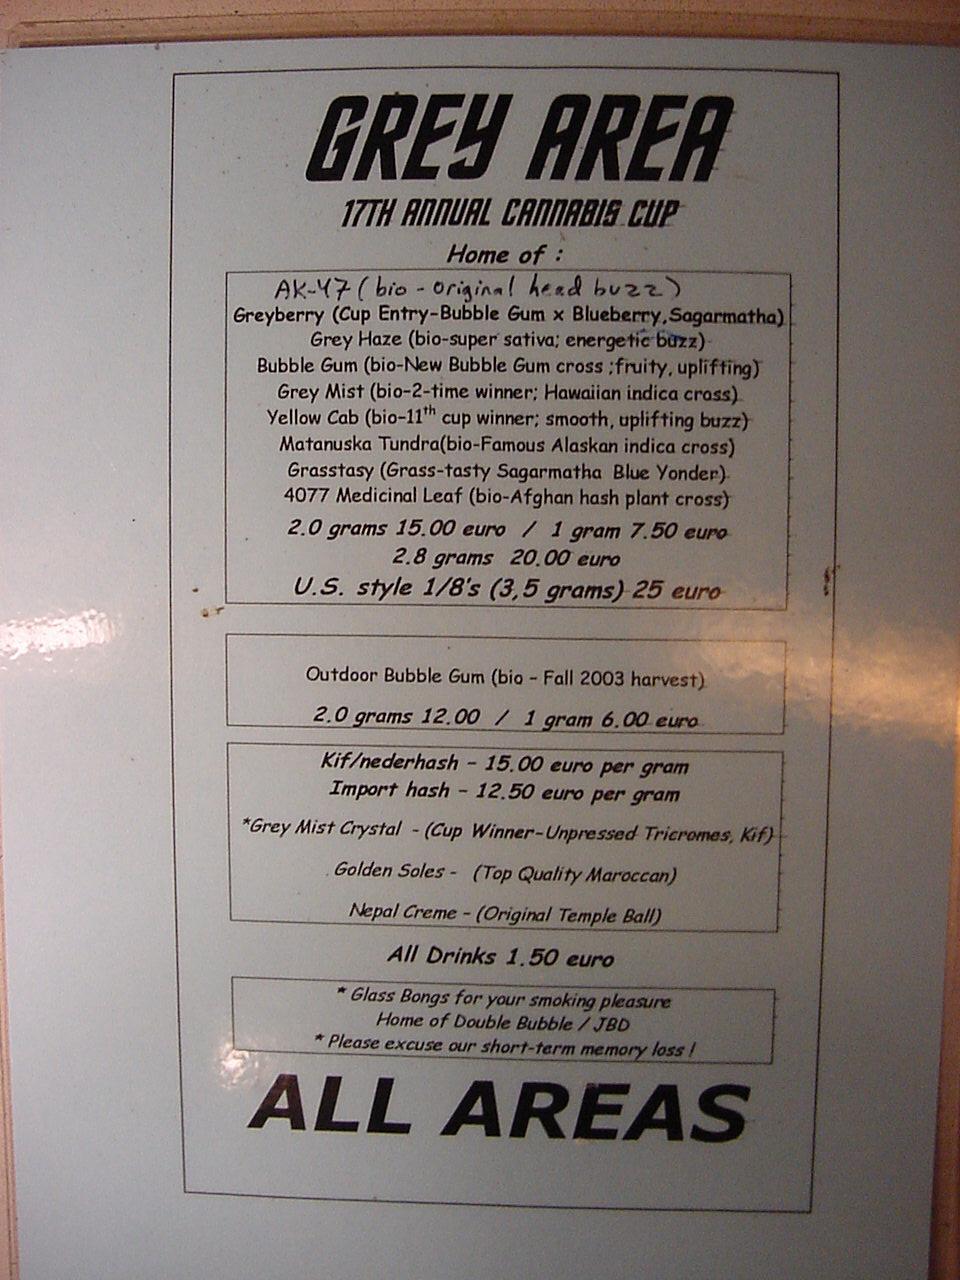 GREY AREA
17TH ANNUAL CANNABIS CUP
Home of :
AK-47 (bio - original head buzz)
Greyberry (Cup Entry-Bubble Gum x Blueberry,Sagarmatha)
Grey Haze (bio-super sativa; energetic buzz)
Bubble Gum (bio-New Bubble Gum cross ;fruity, uplifting)
Grey Mist (bio-2-time winner; Hawaiian indica cross)
Yellow Cab (bio-11th cup winner; smooth, uplifting buzz)
Matanuska Tundra(bio-Famous Alaskan indica cross)
Grasstasy (Grass-tasty Sagarmatha Blue Yonder)
4077 Medicinal Leaf (bio-Afghan hash plant cross)
2.0 grams 15.00 euro / 1 gram 7.50 euro
2.8 grams 20.00 euro
U.S. style 1/8's (3,5 grams) 25 euro
Outdoor Bubble Gum (bio - Fall 2003 harvest)
2.0 grams 12.00 / 1 gram 6.00 euro
Kif/nederhash - 15.00 euro per gram
Import hash - 12.50 euro per gram
*Grey Mist Crystal - (Cup Winner-Unpressed Tricromes, Kif)
Golden Soles - (Top Quality Maroccan)
Nepal Creme - (Original Temple Ball)
All Drinks 1.50 euro
* Glass Bongs for your smoking pleasure
Home of Double Bubble / JBD
* Please excuse our short-term memory loss !
ALL AREAS